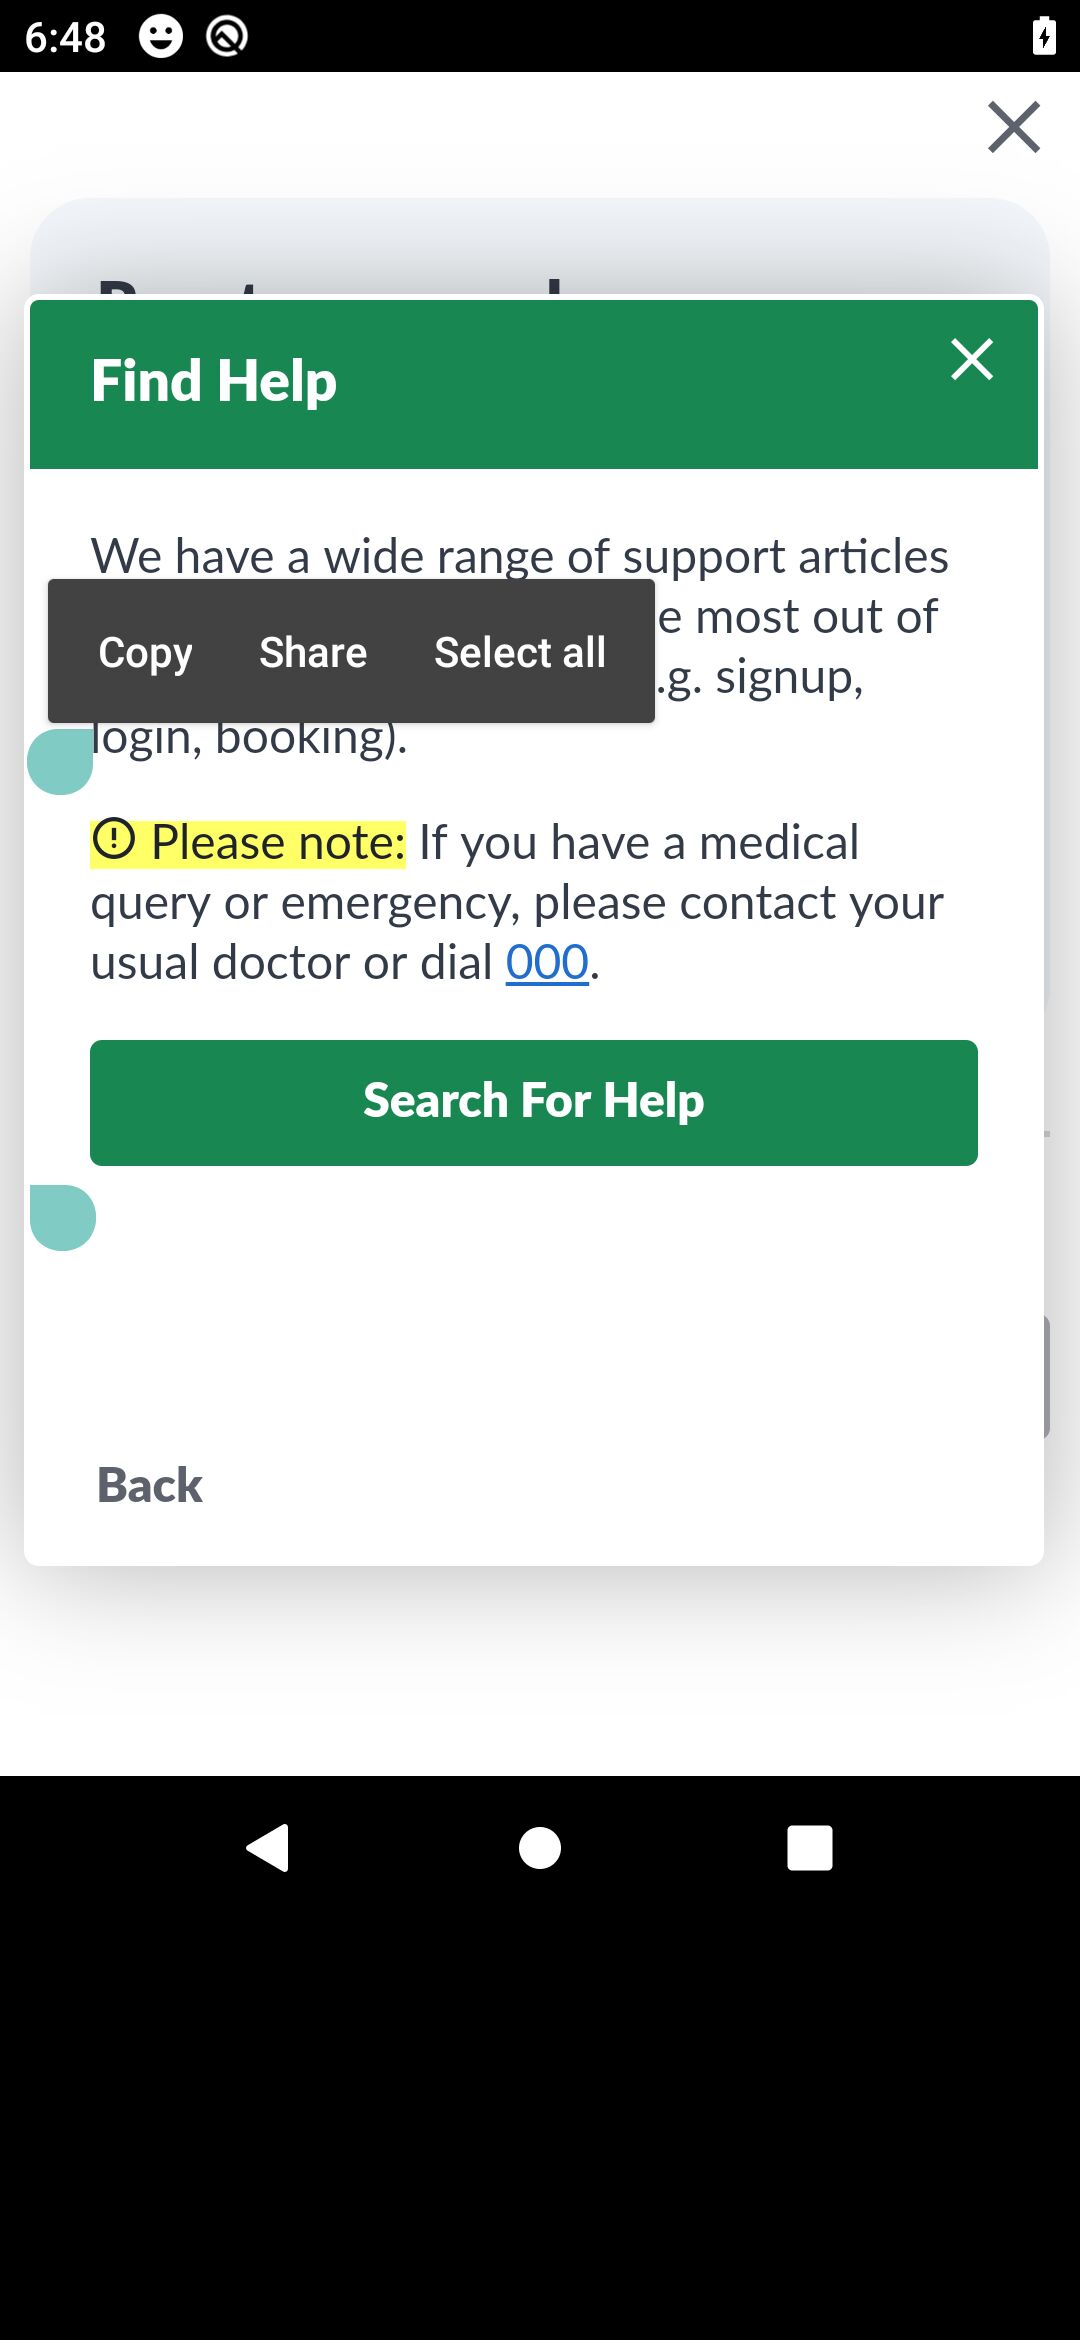 6:48
Find Help
We have a wide range of support articles
e most out of
.g. signup,
Copy Share Select all
login, booking).
Please note: If you have a medical
query or emergency, please contact your
usual doctor or dial 000.
Search For Help
Back